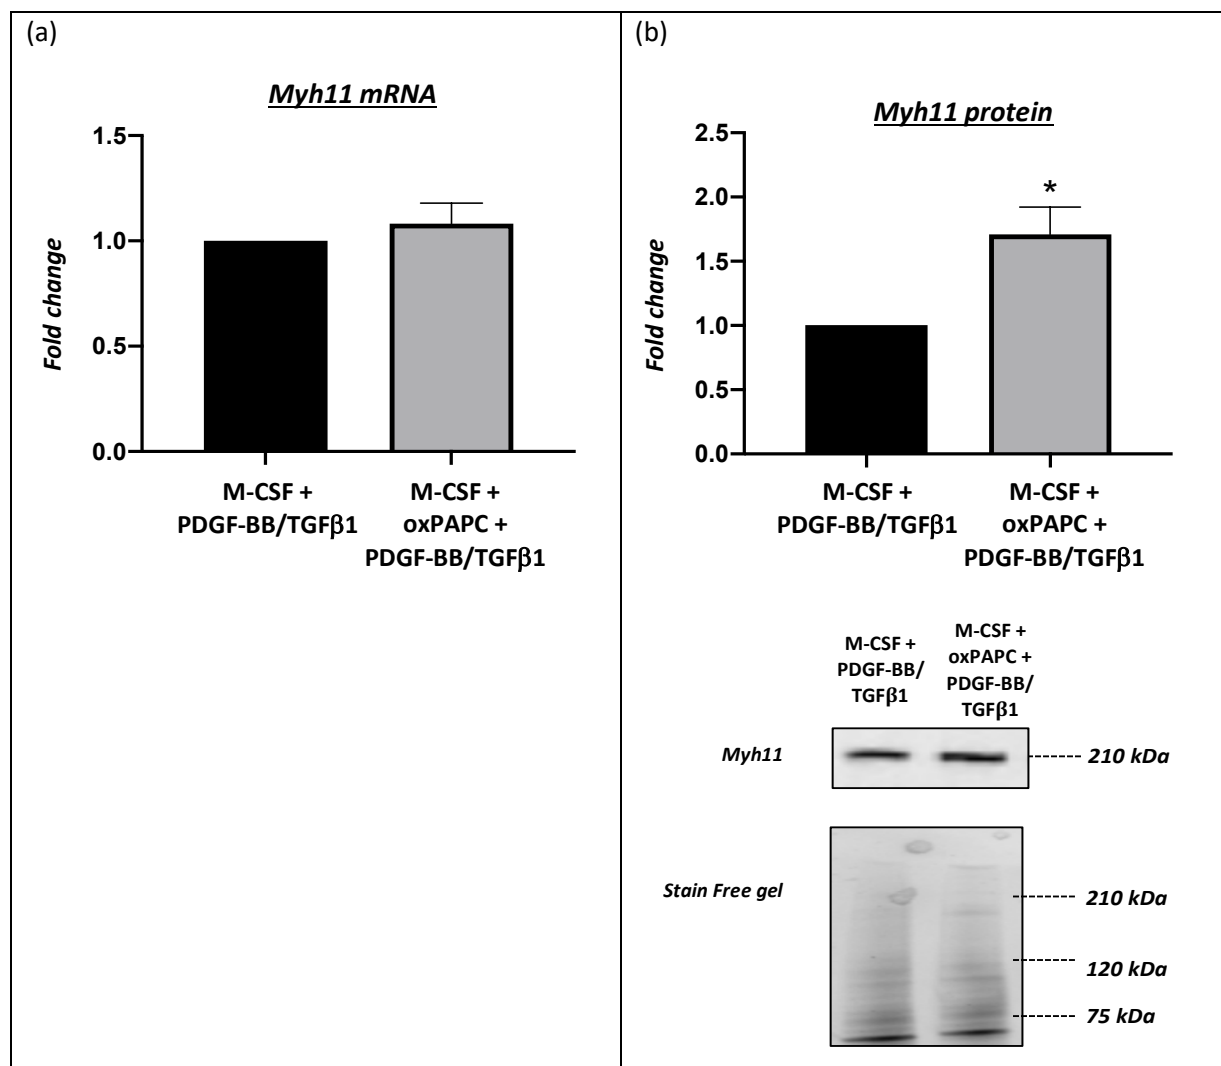 (a)
Myh11 mRNA
1.5
1.0
0.5
0.0
Fold change
M-CSF +
PDGF-BB/TGFβ1
M-CSF +
oxPAPC +
PDGF-BB/TGFβ1
(b)
Myh11 protein
2.5
2.0
1.5
1.0
0.5
0.0
Fold change
*
M-CSF +
PDGF-BB/TGFβ1
M-CSF +
oxPAPC +
PDGF-BB/TGFβ1
M-CSF +
PDGF-BB/
TGFβ1
M-CSF +
oxPAPC +
PDGF-BB/
TGFβ1
Myh11
210 kDa
Stain Free gel
210 kDa
120 kDa
75 kDa